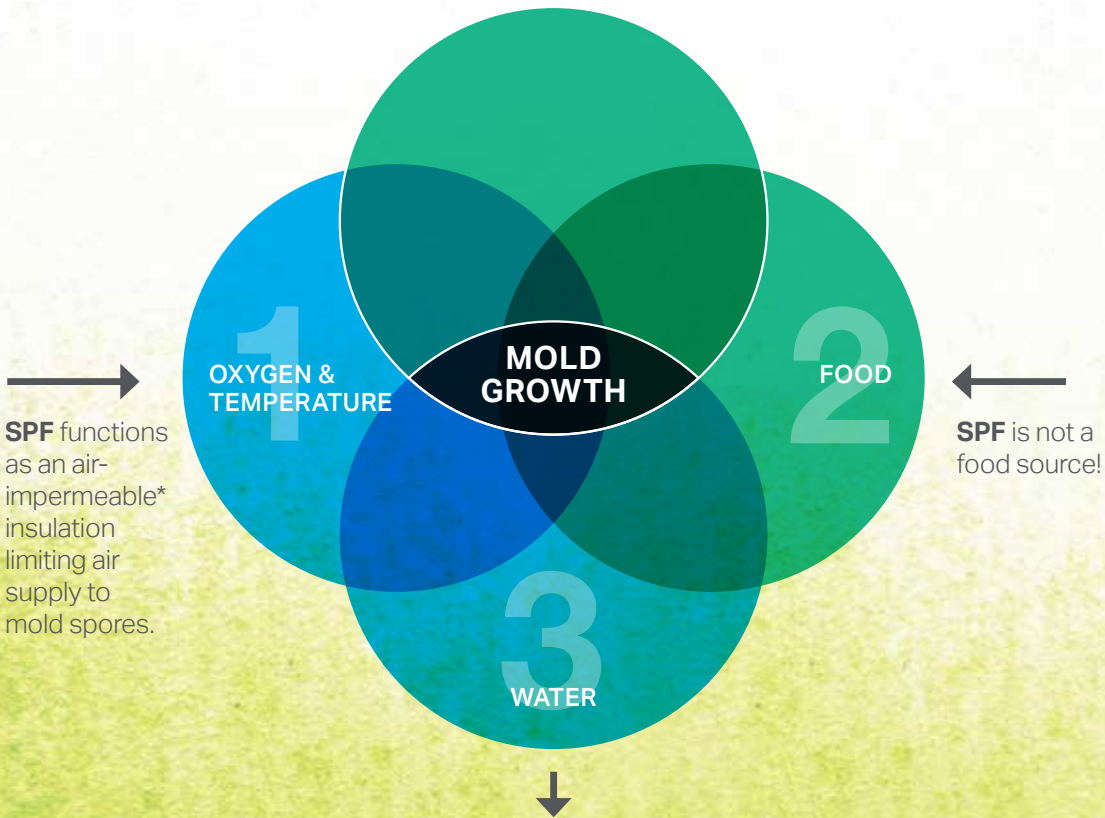 1
OXYGEN &
TEMPERATURE
MOLD
GROWTH
2
FOOD
SPF functions
as an air-
impermeable*
insulation
limiting air
supply to
mold spores.
SPF is not a
food source!
3
WATER